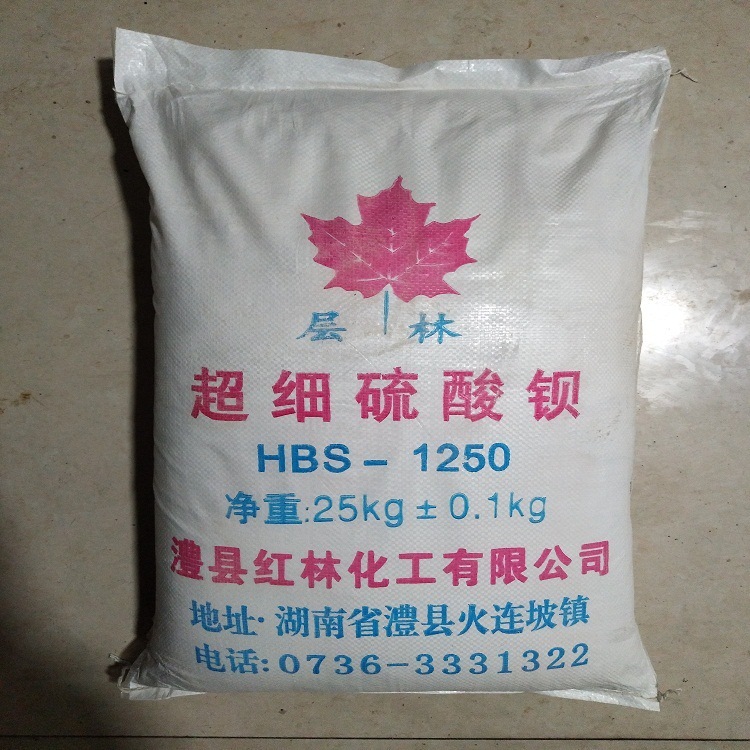 层林
超细硫酸钡
HBS-1250
净重:25kg±0.1kg
澧县红林化工有限公司
地址·湖南省澧县火连坡镇
电话:0736-3331322